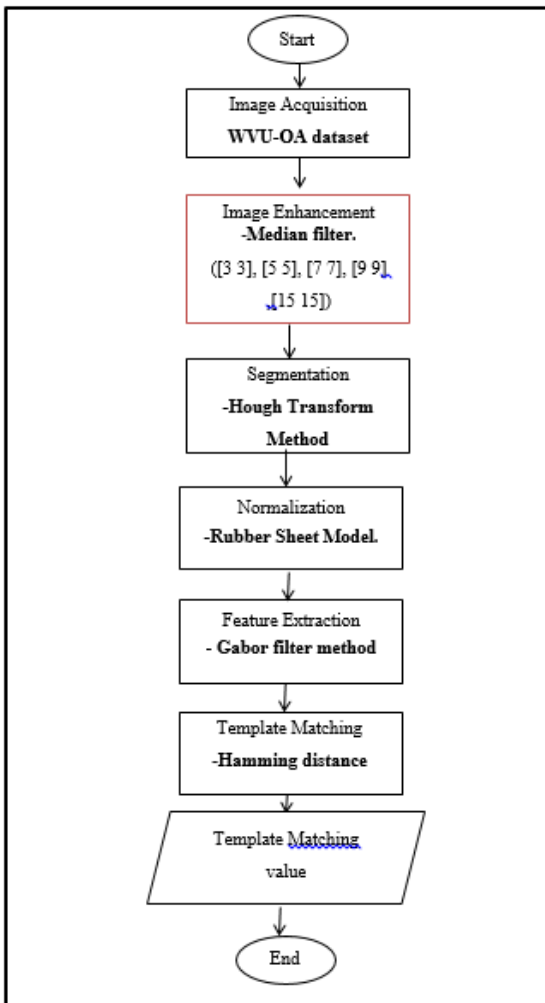 Start
Image Acquisition
WVU-OA dataset
Image Enhancement
-Median filter.
([3 3], [5 5], [7 7], [9 9]
,[15 15])
Segmentation
-Hough Transform
Method
Normalization
-Rubber Sheet Model.
Feature Extraction
- Gabor filter method
Template Matching
-Hamming distance
Template Matching
value
End